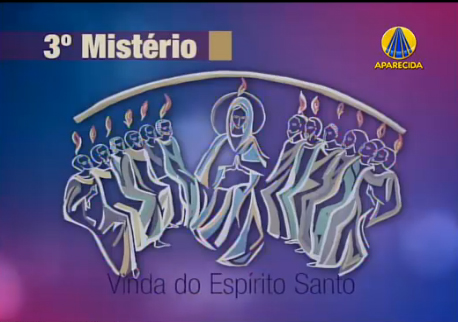 3º Mistério
APARECIDA
Vinda do Espírito Santo